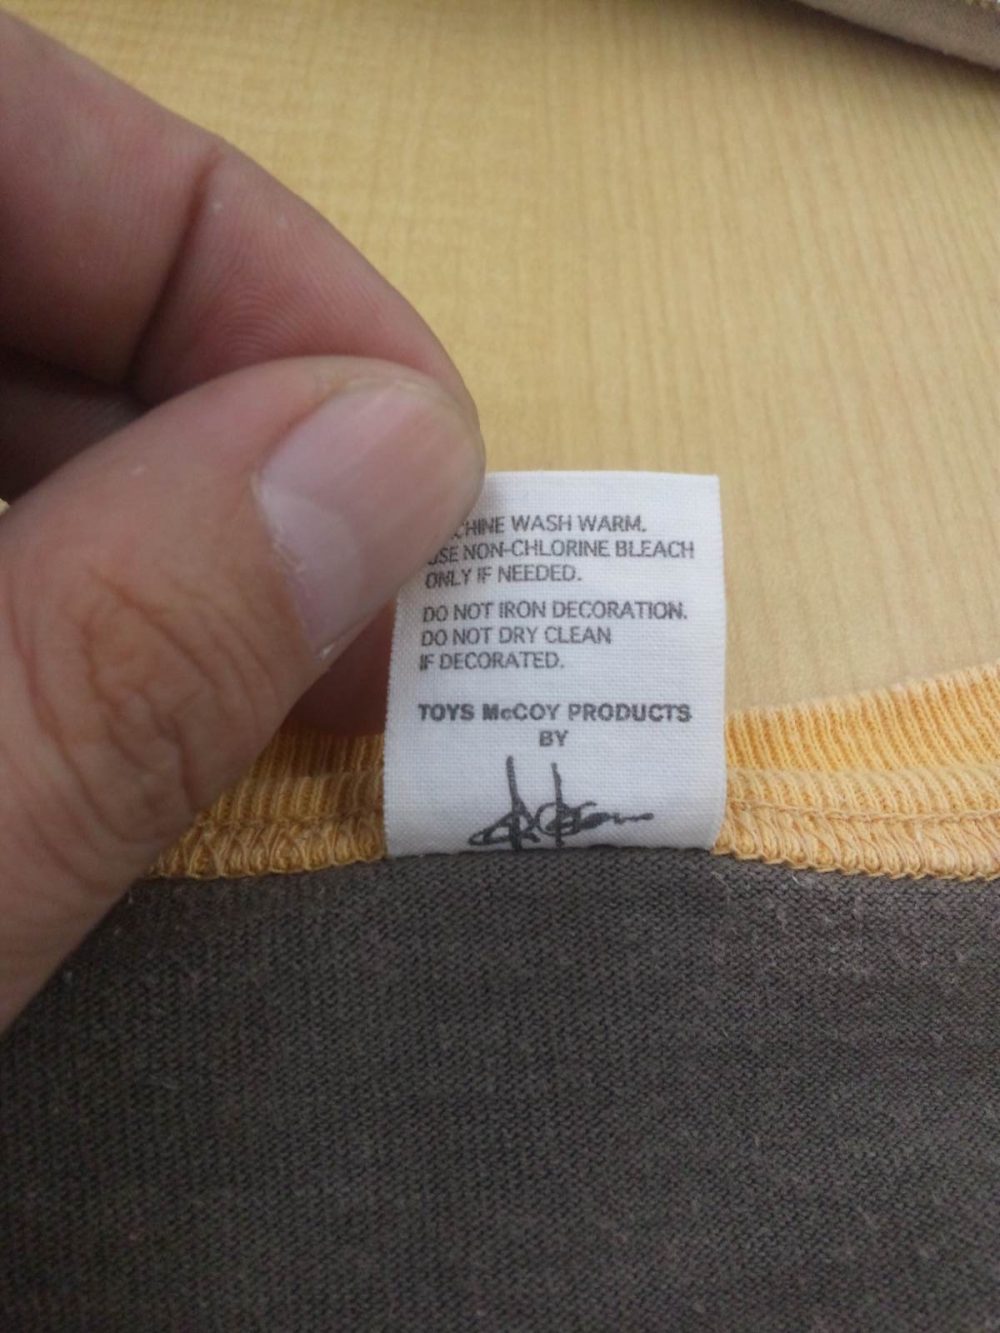 CHINE WASH WARM.
USE NON-CHLORINE BLEACH
ONLY IF NEEDED.
DO NOT IRON DECORATION.
DO NOT DRY CLEAN
IF DECORATED.
TOYS McCOY PRODUCTS
BY